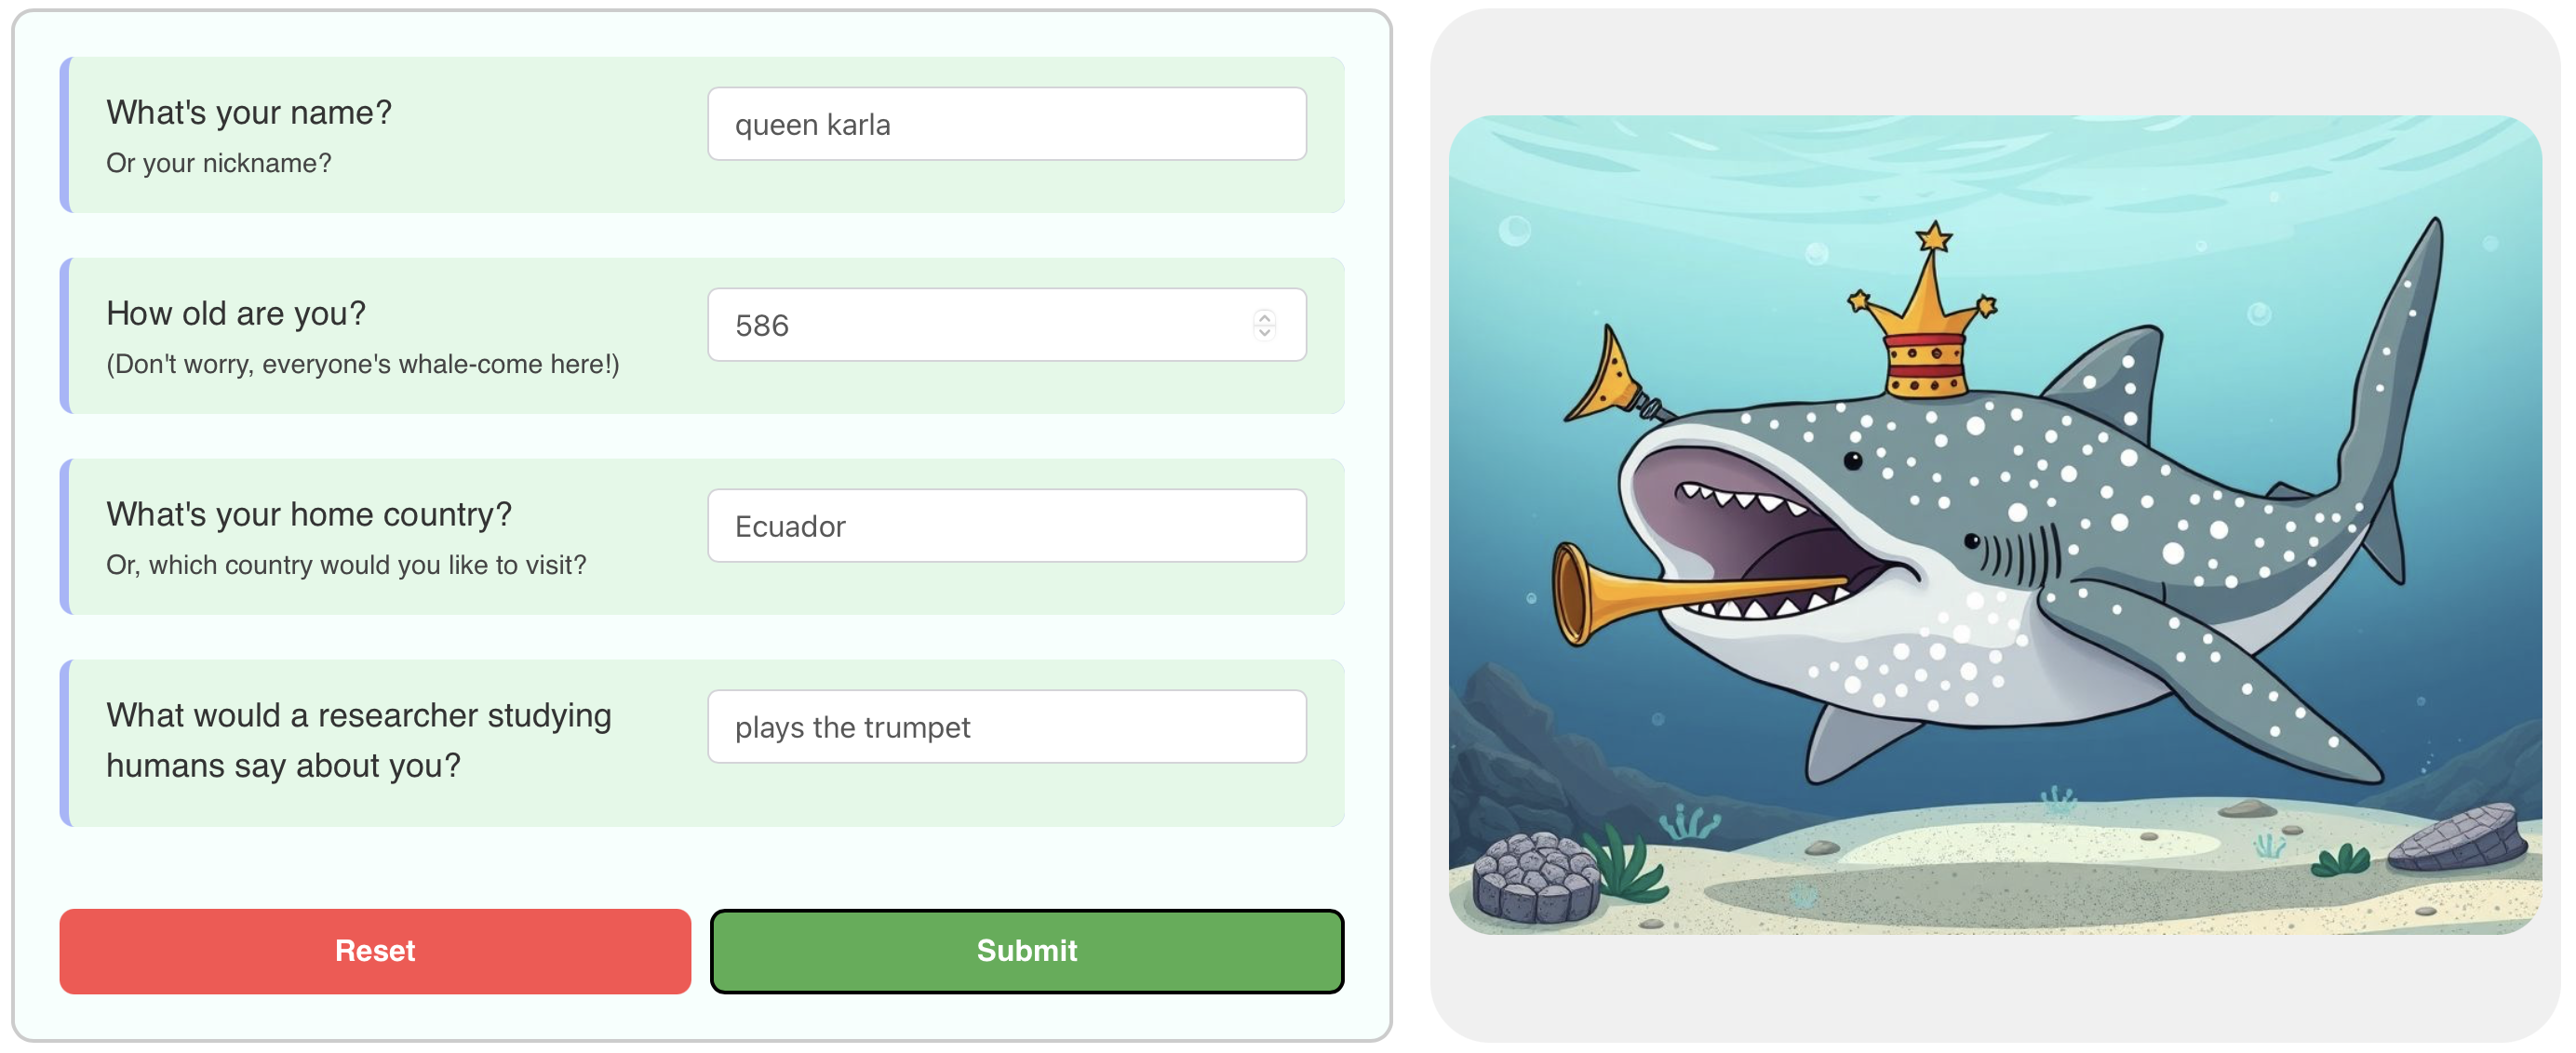 What's your name?
queen karla
Or your nickname?
How old are you?
586
(Don't worry, everyone's whale-come here!)
What's your home country?
Ecuador
Or, which country would you like to visit?
What would a researcher studying
humans say about you?
plays the trumpet
Reset
Submit